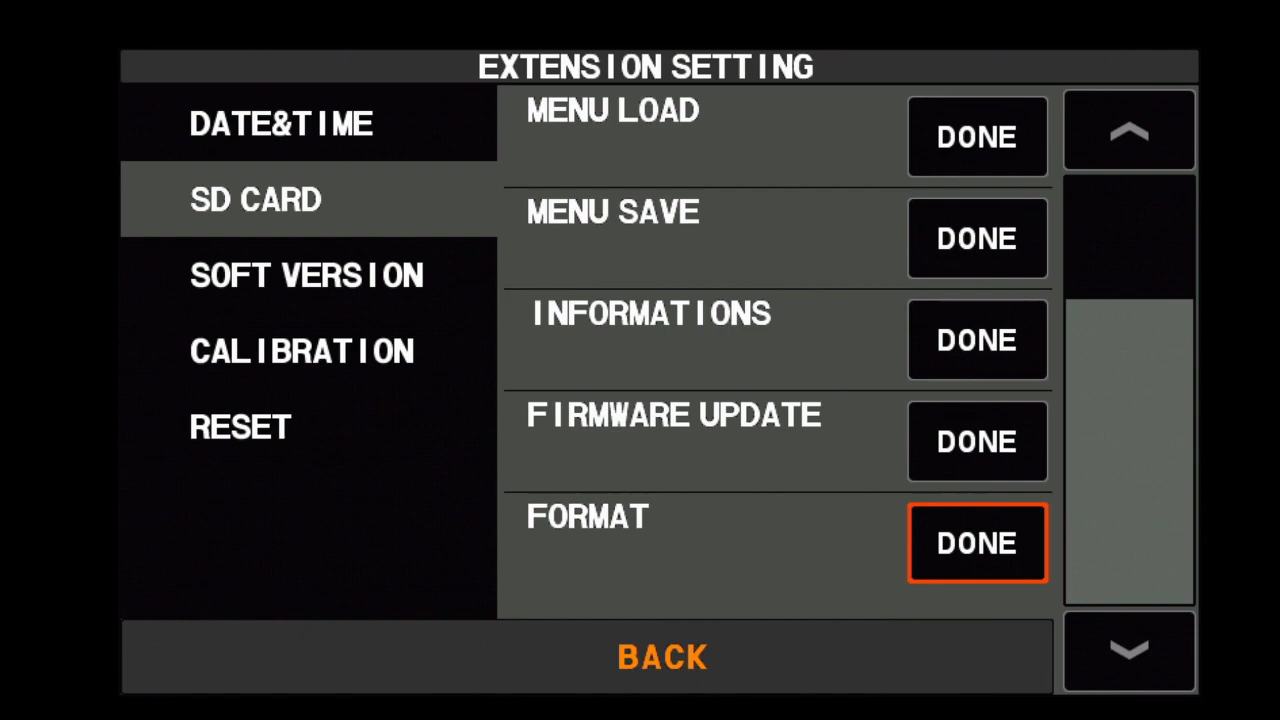 EXTENSION SETTING
DATE&TIME
SD CARD
SOFT VERSION
CALIBRATION
RESET
MENU LOAD
DONE
MENU SAVE
DONE
INFORMATIONS
DONE
FIRMWARE UPDATE
DONE
FORMAT
DONE
BACK